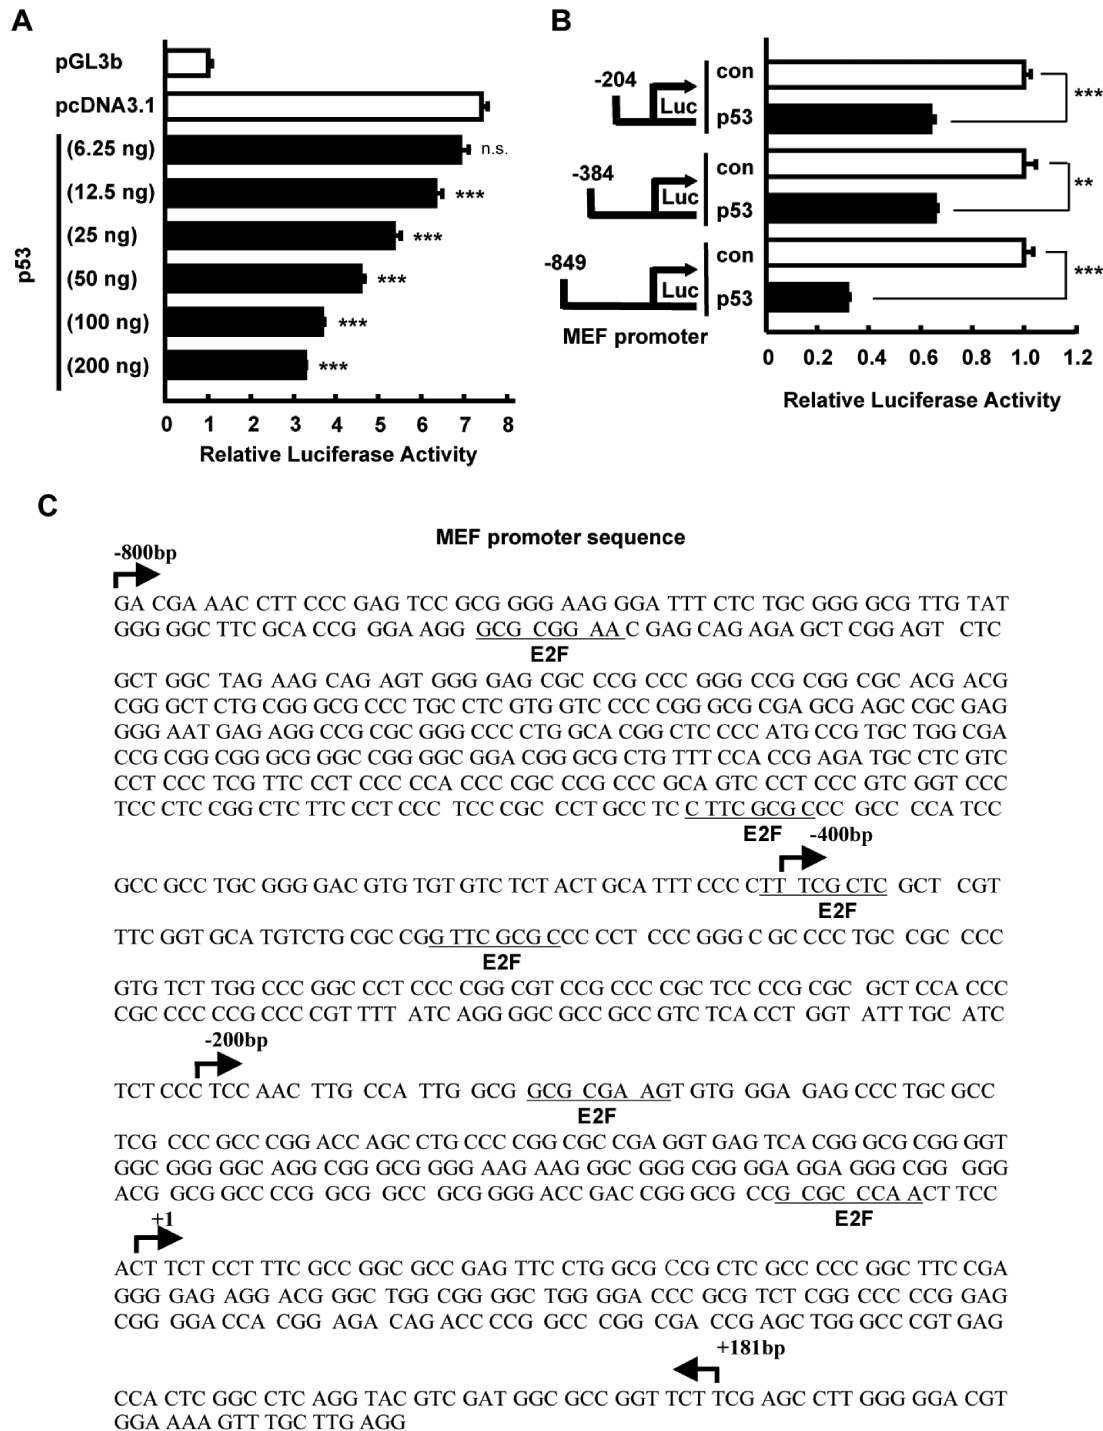 A
pGL3b
pcDNA3.1
p53
(6.25 ng)
n.s.
(12.5 ng)
***
(25 ng)
***
(50 ng)
***
(100 ng)
***
(200 ng)
***
0 1 2 3 4 5 6 7 8
Relative Luciferase Activity
B
-204
Luc
con
p53
***
-384
Luc
con
p53
**
-849
Luc
con
p53
***
MEF promoter
0 0.2 0.4 0.6 0.8 1.0 1.2
Relative Luciferase Activity
C
MEF promoter sequence
-800bp
GA CGA AAC CTT CCC GAG TCC GCG GGG AAG GGA TTT CTC TGC GGG GCG TTG TAT
GGG GGC TTC GCA CCG GGA AGG GCG CGG AA C GAG CAG AGA GCT CGG AGT CTC
E2F
GCT GGC TAG AAG CAG AGT GGG GAG CGC CCG CCC GGG CCG CGG CGC ACG ACG
CGG GCT CTG CGG GCG CCC TGC CTC GTG GTC CCC CGG GCG CGA GCG AGC CGC GAG
GGG AAT GAG AGG CCG CGC GGG CCC CTG GCA CGG CTC CCC ATG CCG TGC TGG CGA
CCG CGG CGG GCG GGC CGG GGC GGA CGG GCG CTG TTT CCA CCG AGA TGC CTC GTC
CCT CCC TCG TTC CCT CCC CCA CCC CGC CCG CCC GCA GTC CCT CCC GTC GGT CCC
TCC CTC CGG CTC TTC CCT CCC TCC CGC CCT GCC TC C TTC GCG C CC GCC CCA TCC
E2F
-400bp
GCC GCC TGC GGG GAC GTG TGT GTC TCT ACT GCA TTT CCC C TT TCG CTC GCT CGT
E2F
TTC GGT GCA TGTCTG CGC CG G TTC GCG C CC CCT CCC GGG C GC CCC TGC CGC CCC
E2F
GTG TCT TGG CCC GGC CCT CCC CGG CGT CCG CCC CGC TCC CCG CGC GCT CCA CCC
CGC CCC CCG CCC CGT TTT ATC AGG GGC GCC GCC GTC TCA CCT GGT ATT TGC ATC
-200bp
TCT CCC TCC AAC TTG CCA TTG GCG GCG CGA AG T GTG GGA GAG CCC TGC GCC
E2F
TCG CCC GCC CGG ACC AGC CTG CCC CGG CGC CGA GGT GAG TCA CGG GCG CGG GGT
GGC GGG GGC AGG CGG GCG GGG AAG AAG GGC GGG CGG GGA GGA GGG CGG GGG
ACG GCG GCC CCG GCG GCC GCG GGG ACC GAC CGG GCG CC G CGC CCA A CT TCC
E2F
+1
ACT TCT CCT TTC GCC GGC GCC GAG TTC CTG GCG CCG CTC GCC CCC GGC TTC CGA
GGG GAG AGG ACG GGC TGG CGG GGC TGG GGA CCC GCG TCT CGG CCC CCG GAG
CGG GGA CCA CGG AGA CAG ACC CCG GCC CGG CGA CCG AGC TGG GCC CGT GAG
+181bp
CCA CTC GGC CTC AGG TAC GTC GAT GGC GCC GGT TCT TCG AGC CTT GGG GGA CGT
GGA AAA GTT TGC TTG AGG